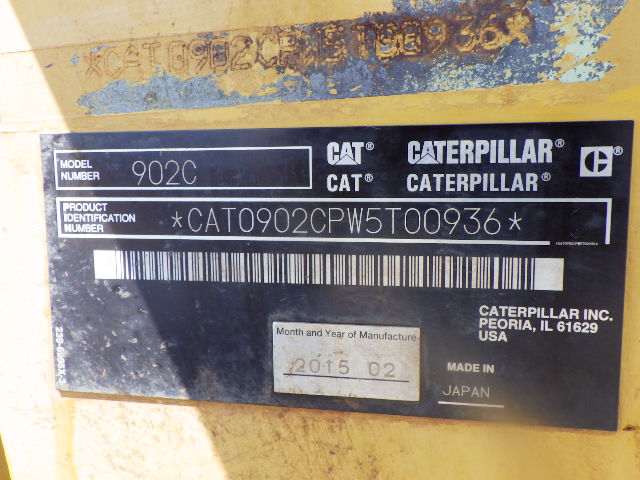 *CAT0902CPW5T00936*
MODEL NUMBER 902C
CAT® CATERPILLAR® C®
CAT® CATERPILLAR®
PRODUCT IDENTIFICATION NUMBER *CAT0902CPW5T00936*
CATERPILLAR INC.
PEORIA, IL 61629
USA
Month and Year of Manufacture
2015 02
MADE IN
JAPAN